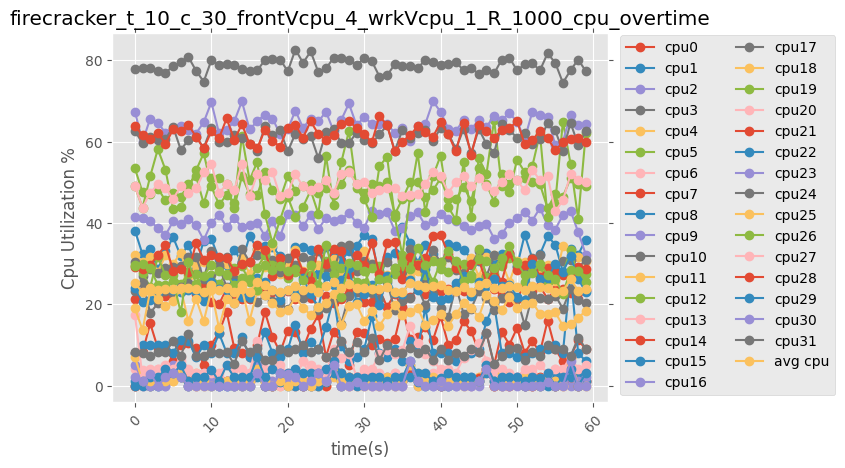 firecracker_t_10_c_30_frontVcpu_4_wrkVcpu_1_R_1000_cpu_overtime
Cpu Utilization %
80
60
40
20
0
0
10
20
30
40
50
60
time(s)
cpu0
cpu1
cpu2
cpu3
cpu4
cpu5
cpu6
cpu7
cpu8
cpu9
cpu10
cpu11
cpu12
cpu13
cpu14
cpu15
cpu16
cpu17
cpu18
cpu19
cpu20
cpu21
cpu22
cpu23
cpu24
cpu25
cpu26
cpu27
cpu28
cpu29
cpu30
cpu31
avg cpu